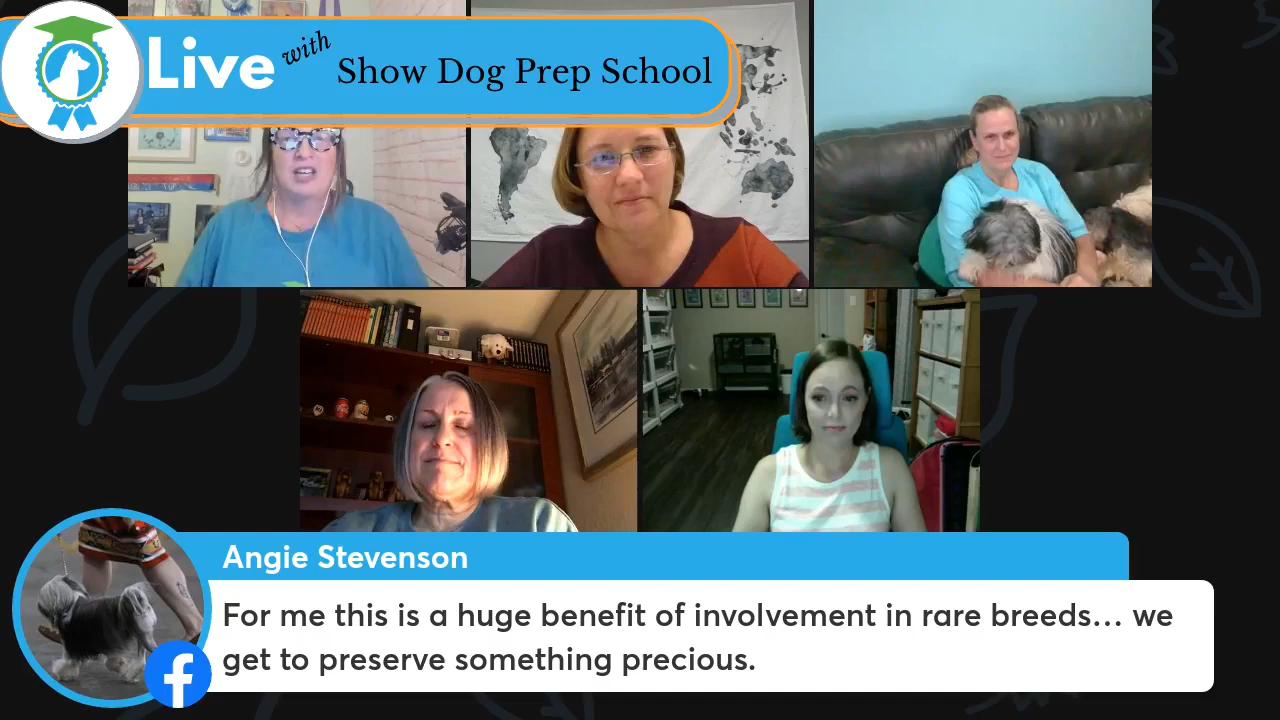 Live with Show Dog Prep School
Angie Stevenson
For me this is a huge benefit of involvement in rare breeds… we
get to preserve something precious.